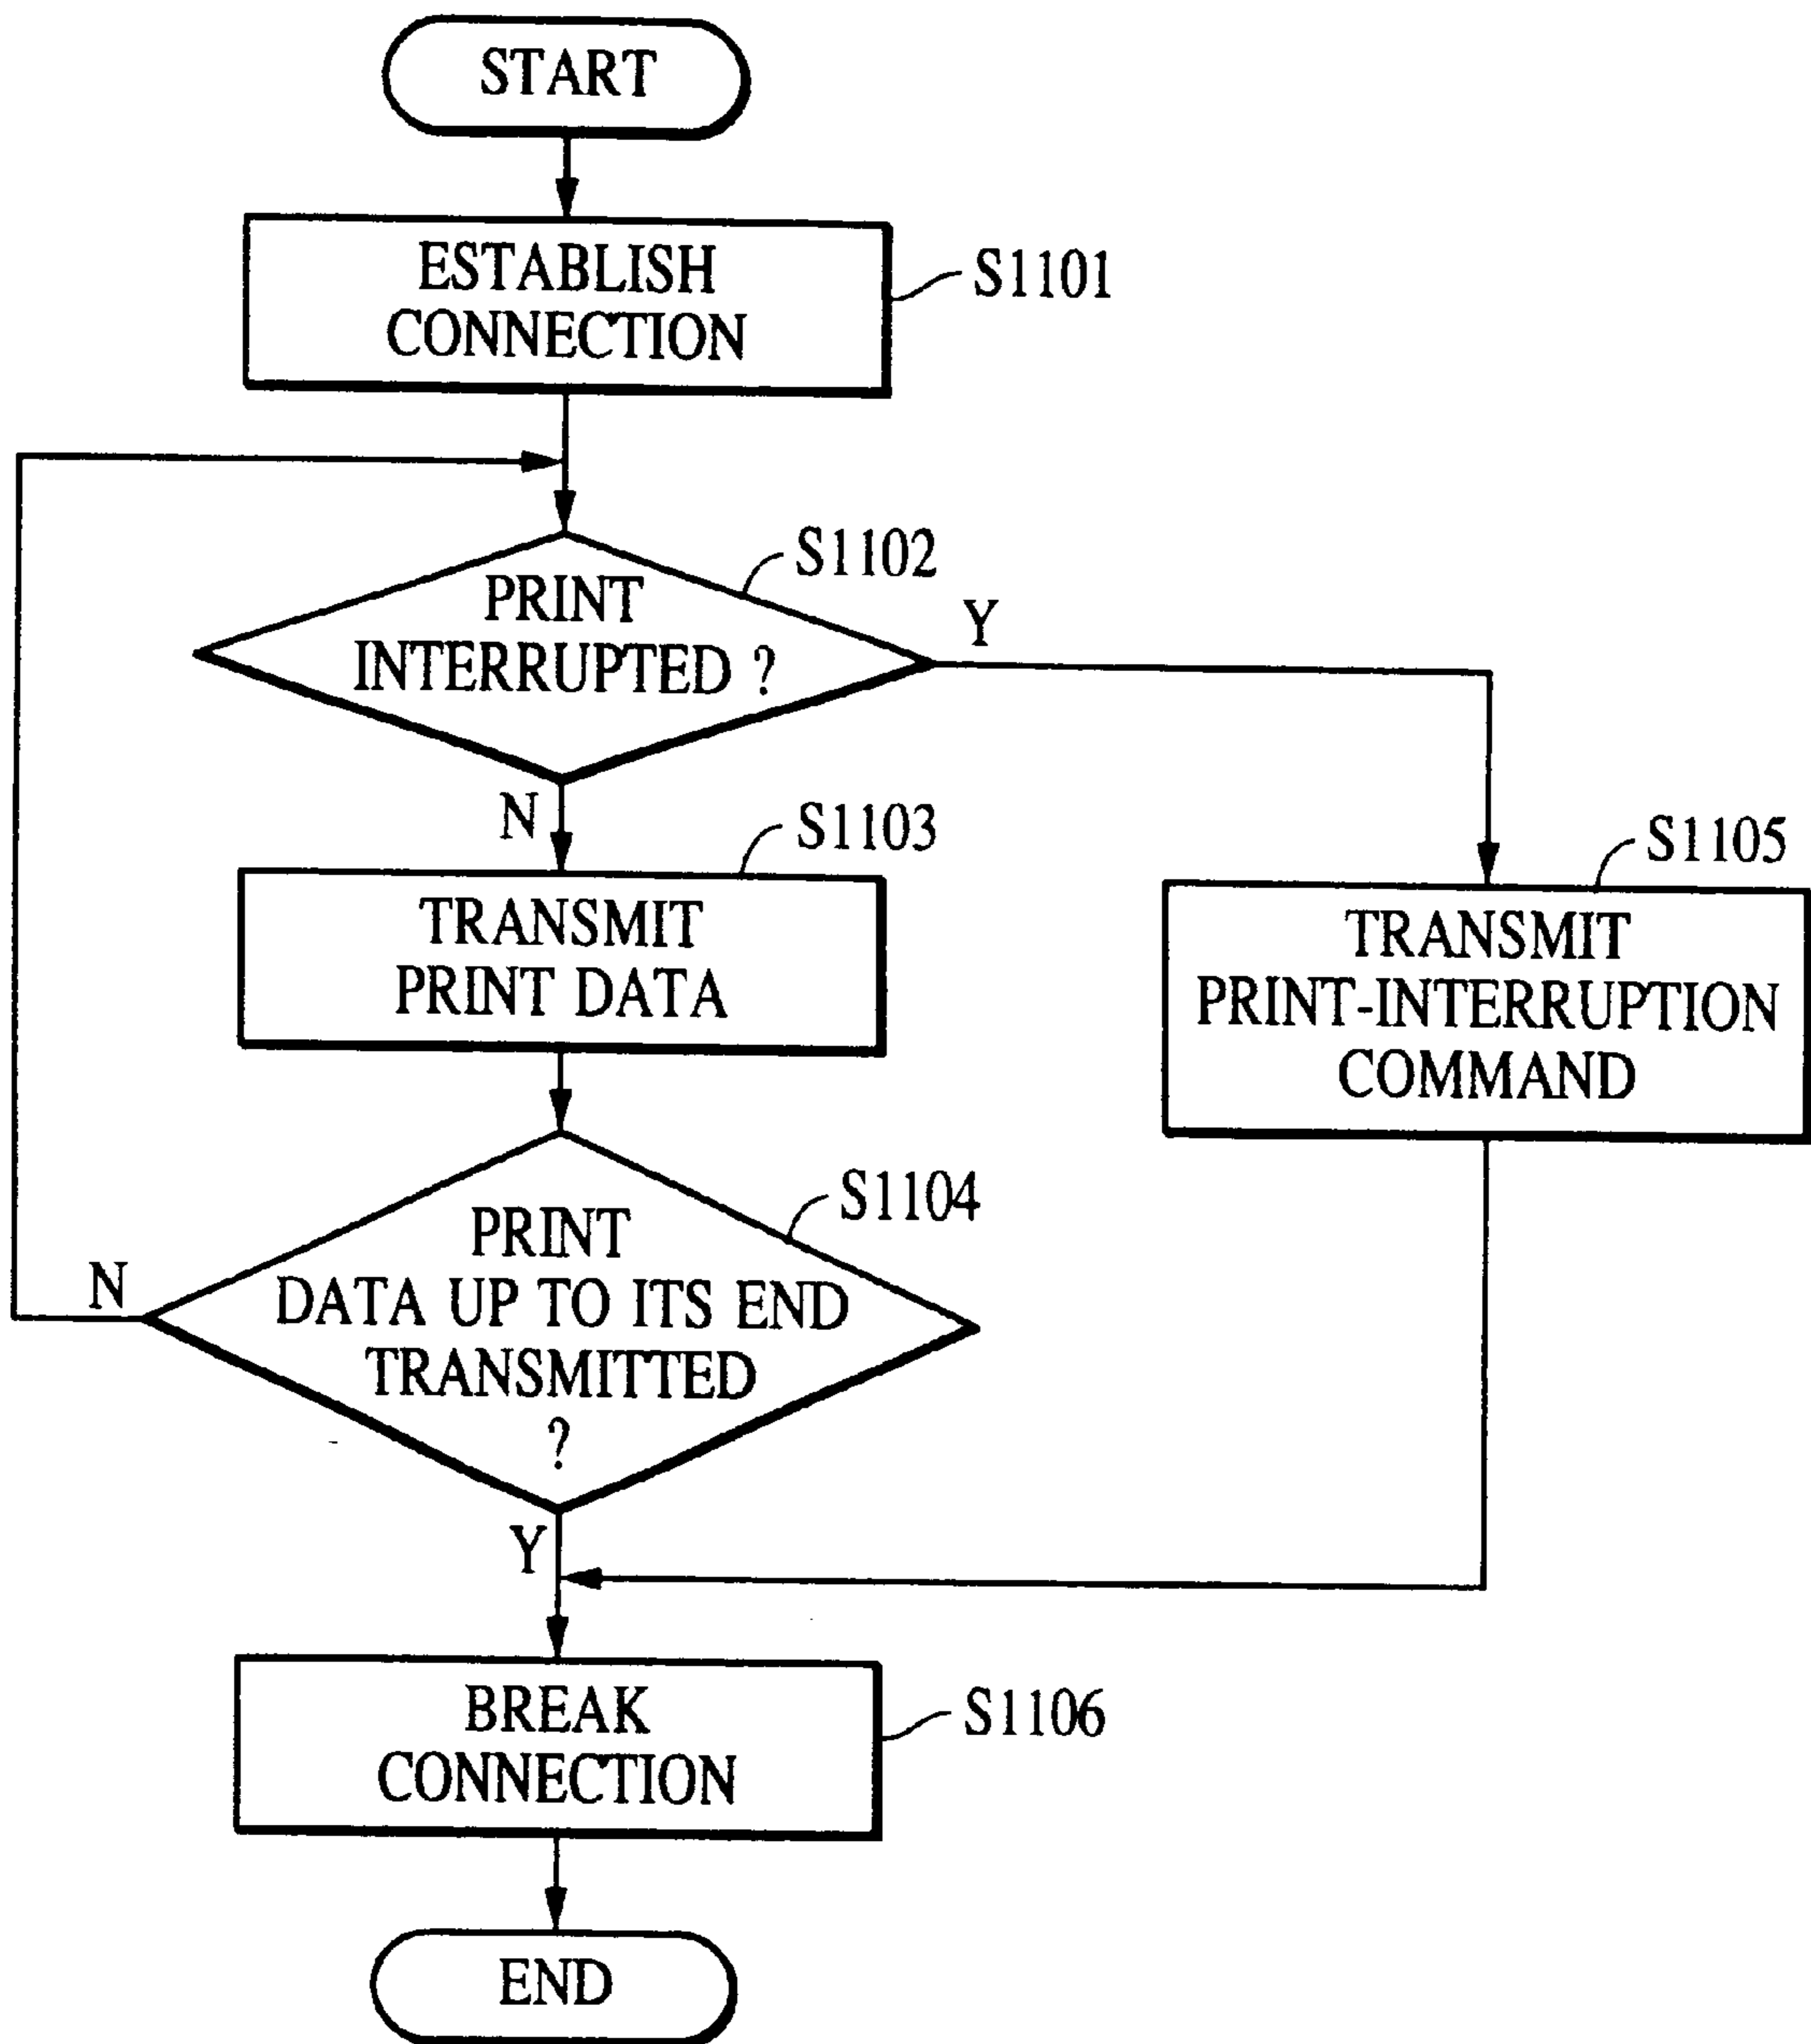 START
ESTABLISH
CONNECTION
S1101
S1102
PRINT
INTERRUPTED ?
Y
N
S1103
TRANSMIT
PRINT DATA
S1105
TRANSMIT
PRINT-INTERRUPTION
COMMAND
S1104
PRINT
DATA UP TO ITS END
TRANSMITTED
?
N
Y
BREAK
CONNECTION
S1106
END